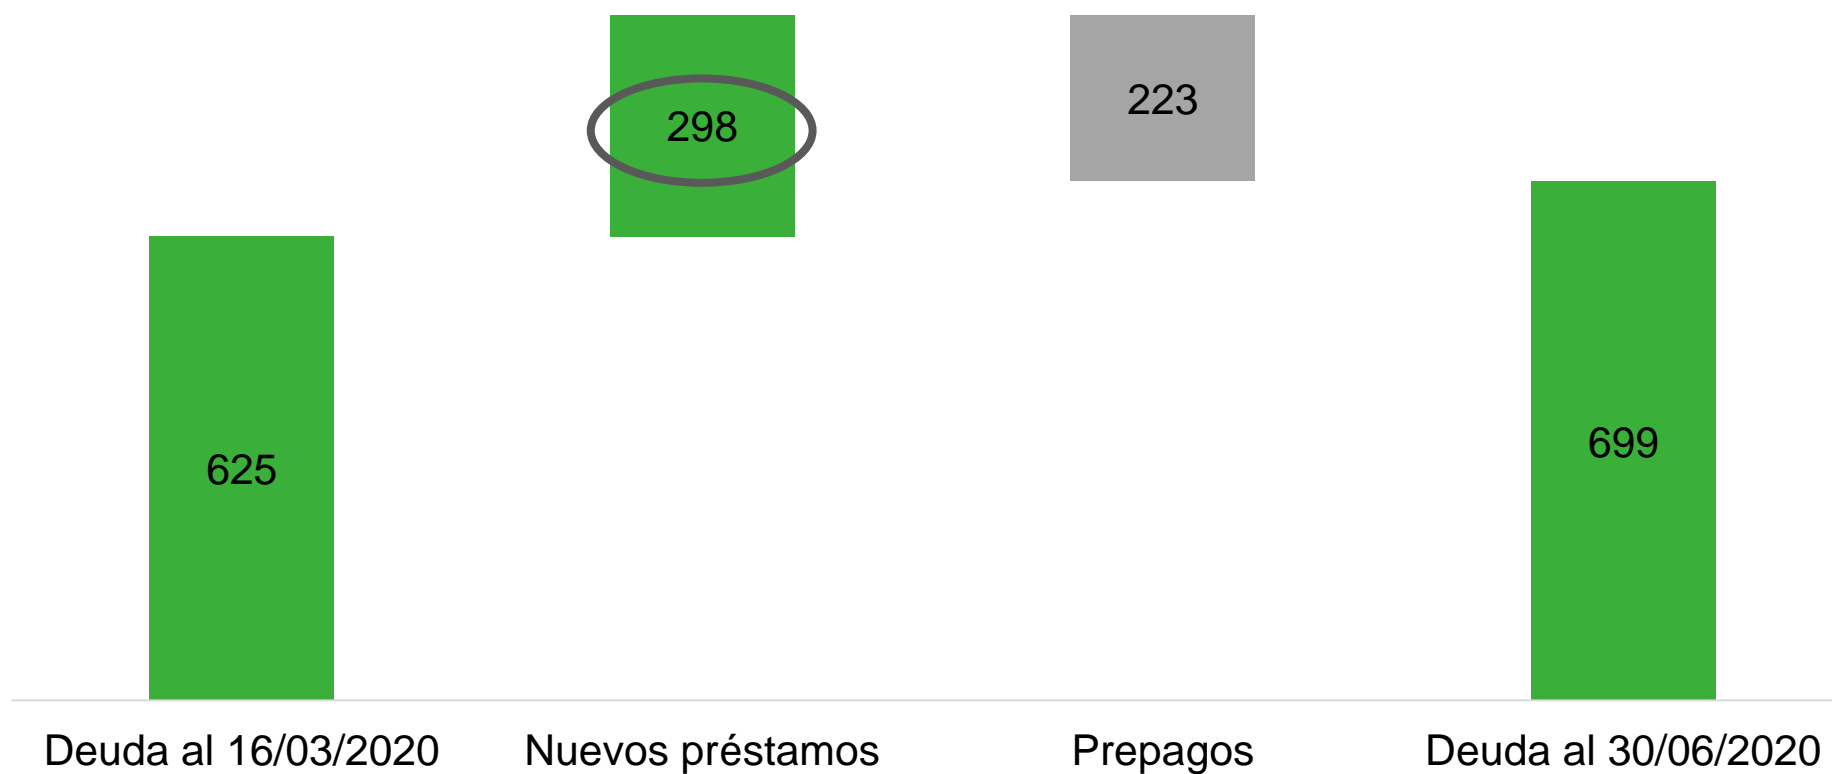 298
223
625
699
Deuda al 16/03/2020
Nuevos préstamos
Prepagos
Deuda al 30/06/2020